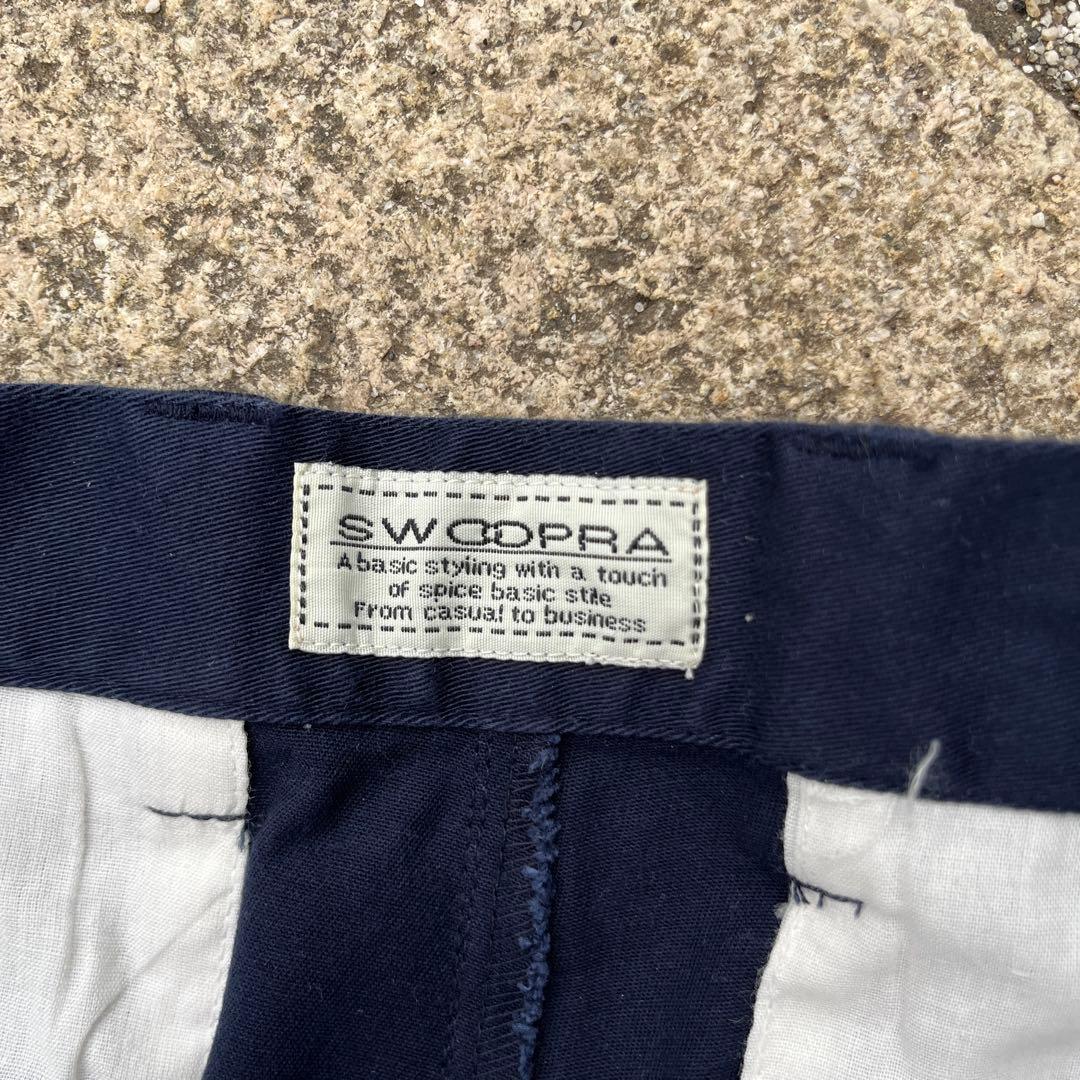 SWOOPRA
A basic styling with a touch
of spice basic stile
From casual to business